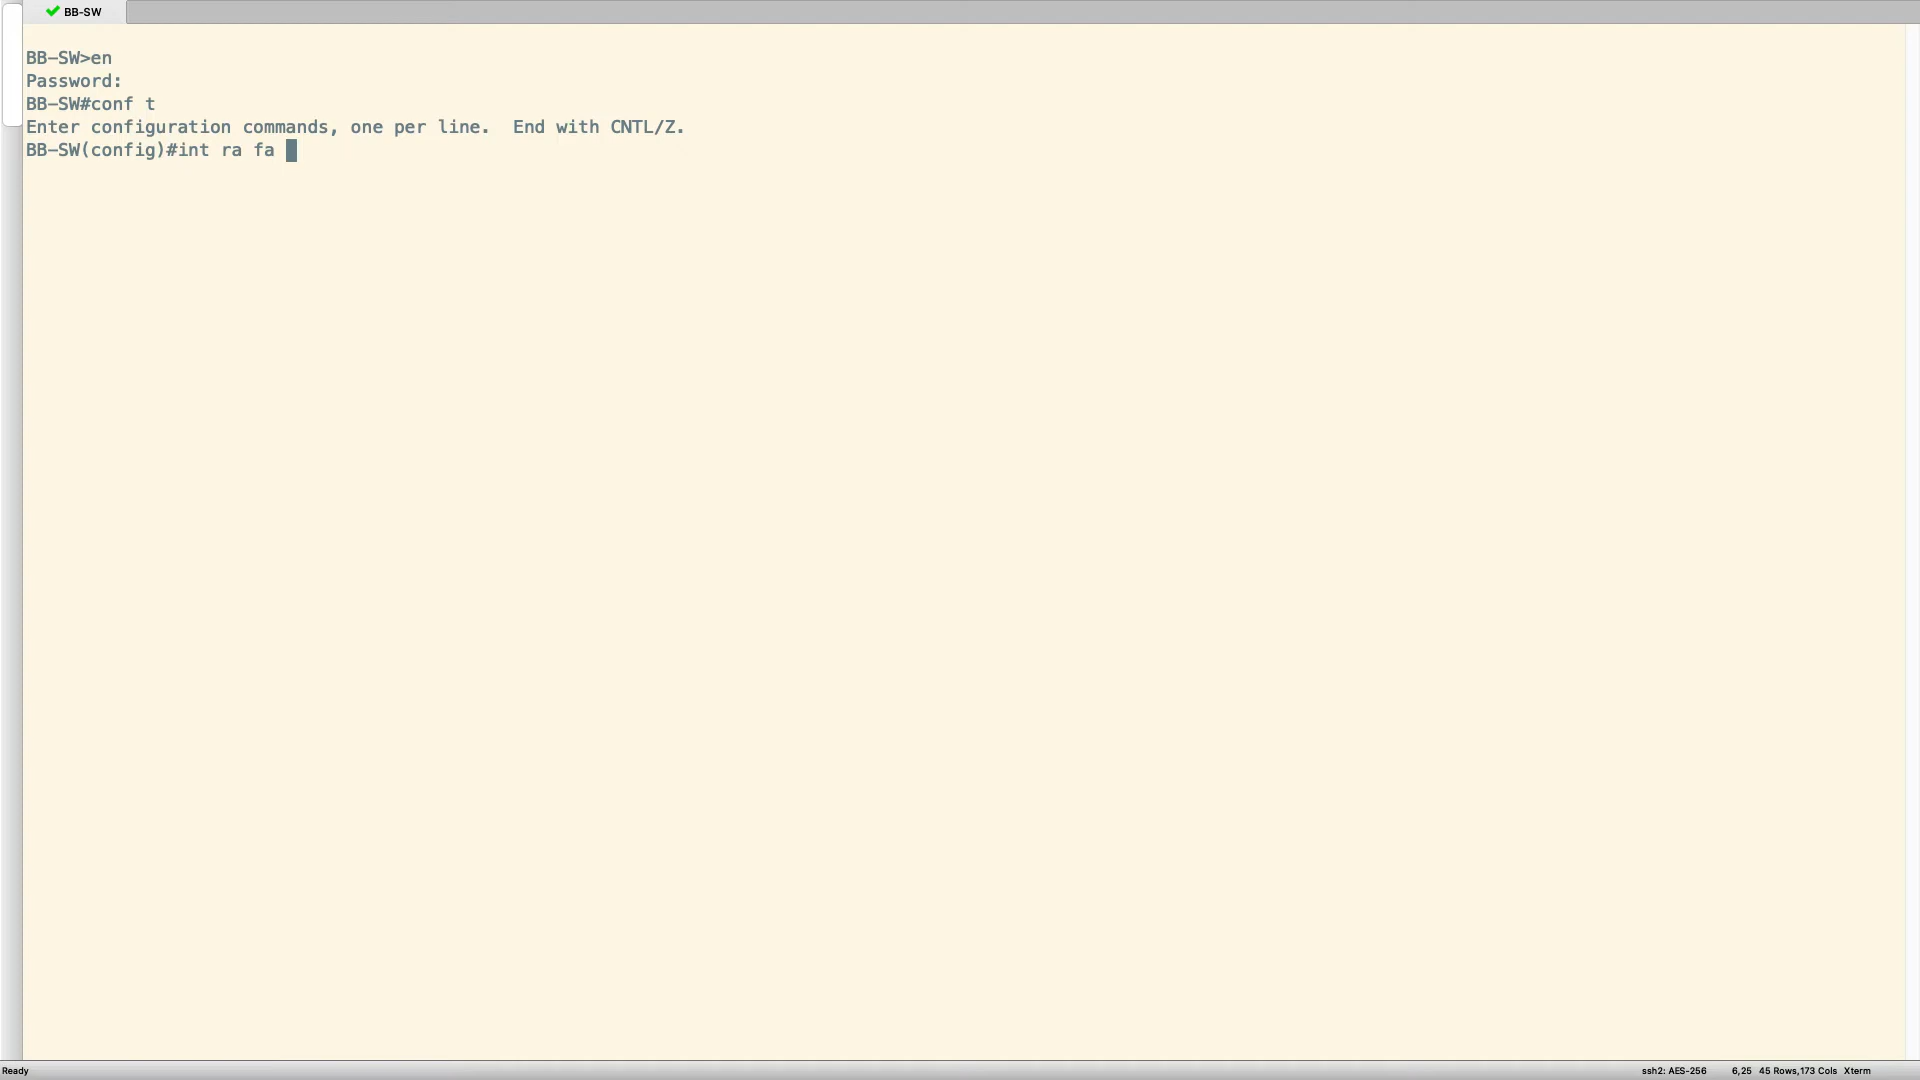 BB-SW
BB-SW>en
Password:
BB-SW#conf t
Enter configuration commands, one per line.  End with CNTL/Z.
BB-SW(config)#int ra fa
Ready
ssh2: AES-256    6,25  45 Rows,173 Cols  Xterm